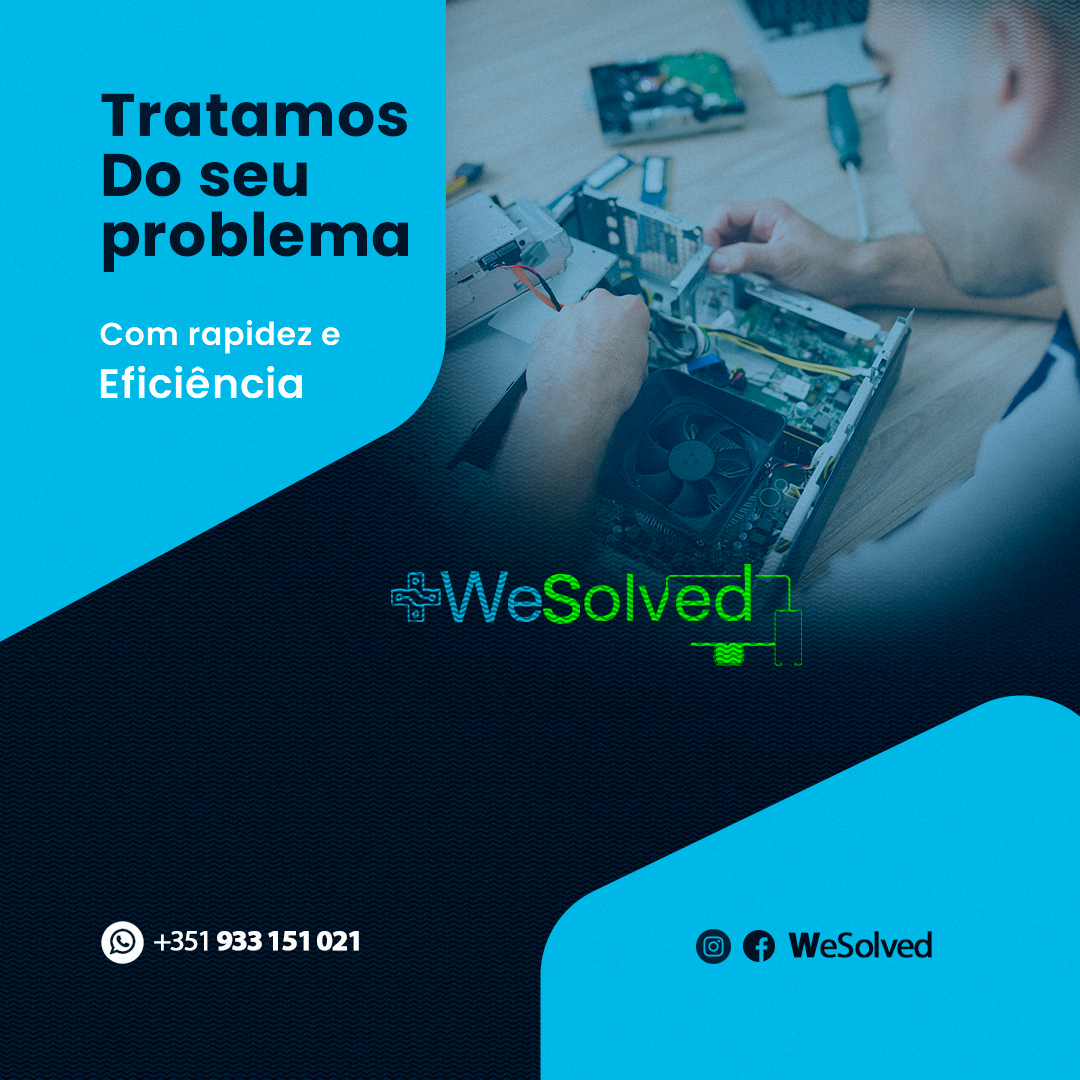 Tratamos
Do seu
problema
Com rapidez e
Eficiência
WeSolved
+351 933 151 021
WeSolved